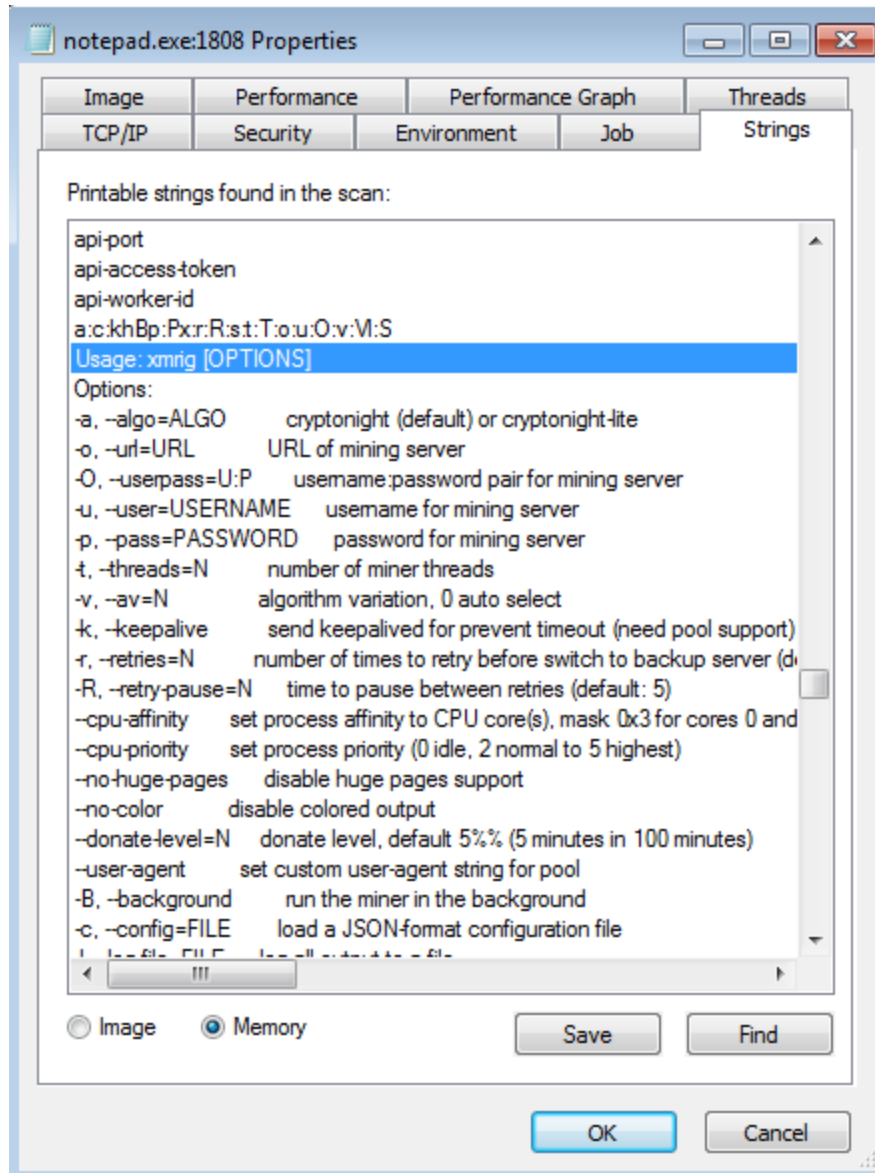 notepad.exe:1808 Properties
Image Performance Performance Graph Threads
TCP/IP Security Environment Job Strings
Printable strings found in the scan:
api-port
api-access-token
api-worker-id
a:c:khBp:Px:r:R:s:t:T:o:u:O:v:Vl:S
Usage: xmrig [OPTIONS]
Options:
-a, --algo=ALGO cryptonight (default) or cryptonight-lite
-o, --url=URL URL of mining server
-O, --userpass=U:P username:password pair for mining server
-u, --user=USERNAME username for mining server
-p, --pass=PASSWORD password for mining server
-t, --threads=N number of miner threads
-v, --av=N algorithm variation, 0 auto select
-k, --keepalive send keepalived for prevent timeout (need pool support)
-r, --retries=N number of times to retry before switch to backup server (de
-R, --retry-pause=N time to pause between retries (default: 5)
--cpu-affinity set process affinity to CPU core(s), mask 0x3 for cores 0 and
--cpu-priority set process priority (0 idle, 2 normal to 5 highest)
--no-huge-pages disable huge pages support
--no-color disable colored output
--donate-level=N donate level, default 5%% (5 minutes in 100 minutes)
--user-agent set custom user-agent string for pool
-B, --background run the miner in the background
-c, --config=FILE load a JSON-format configuration file
Image Memory Save Find
OK Cancel